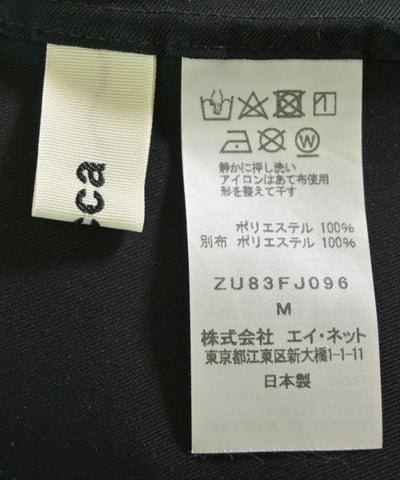 cca
静かに押し洗い
アイロンはあて布使用
形を整えて干す
ポリエステル 100%
別布 ポリエステル 100%
ZU83FJ096
M
株式会社 エイ・ネット
東京都江東区新大橋1-1-11
日本製